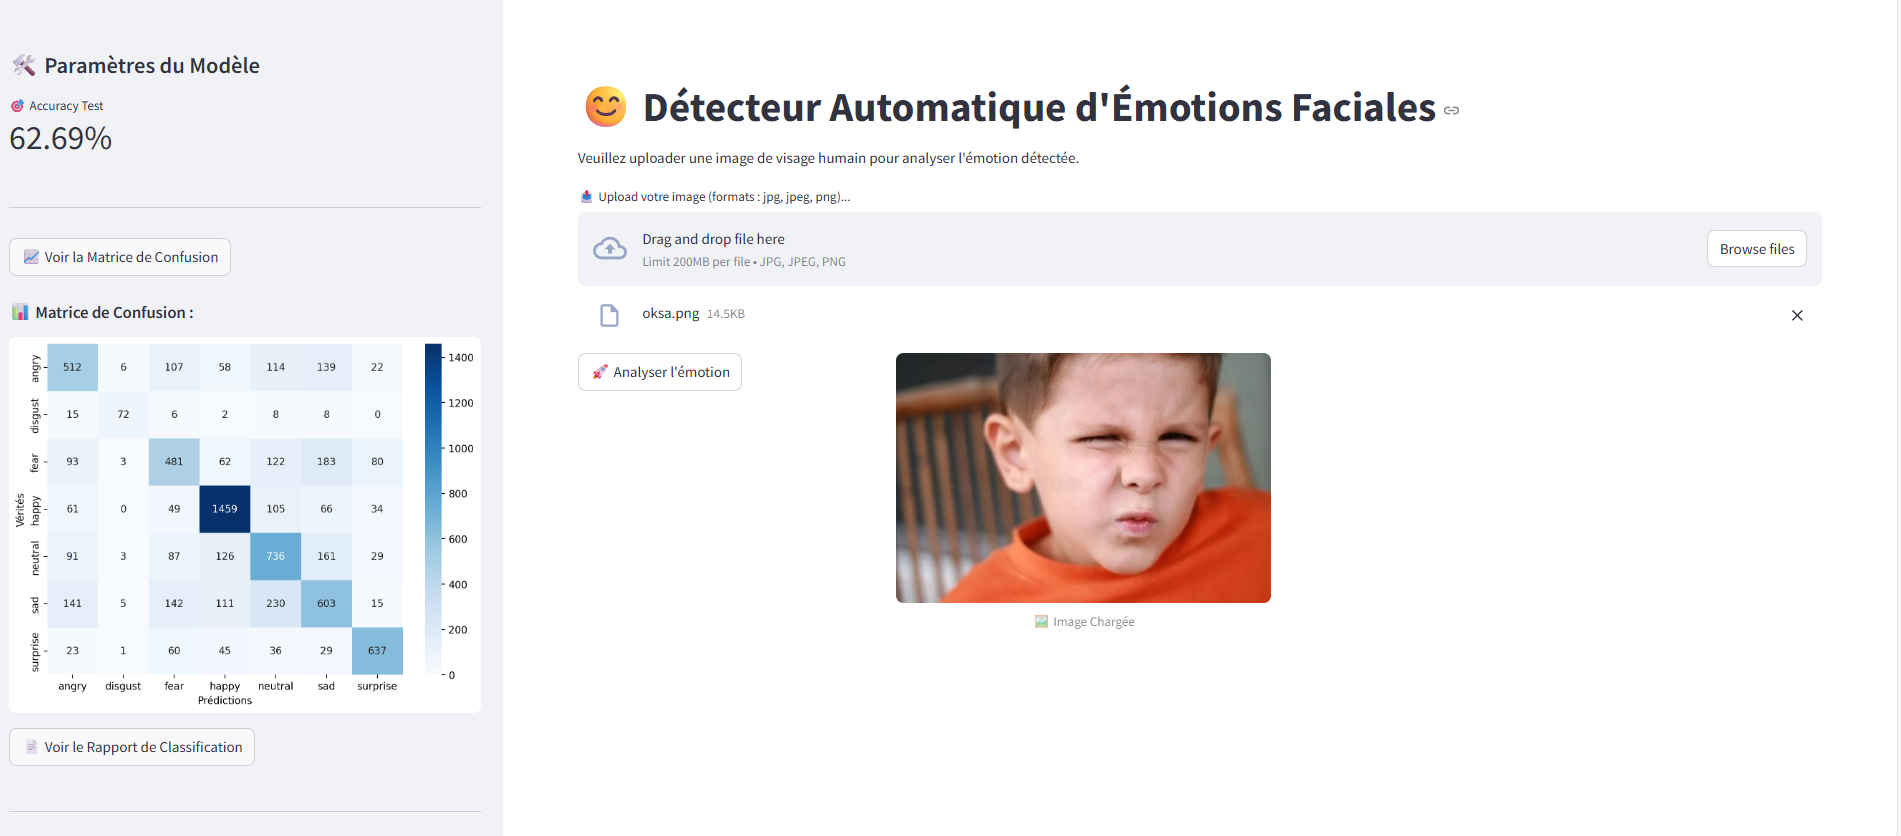 Paramètres du Modèle
Accuracy Test
62.69%
Voir la Matrice de Confusion
Matrice de Confusion :
angry 512 6 107 58 114 139 22
disgust 15 72 6 2 8 8 0
fear 93 3 481 62 122 183 80
happy 61 0 49 1459 105 66 34
neutral 91 3 87 126 736 161 29
sad 141 5 142 111 230 603 15
surprise 23 1 60 45 36 29 637
angry disgust fear happy neutral sad surprise
Prédictions
Vérités
1400
1200
1000
800
600
400
200
0
Voir le Rapport de Classification
Détecteur Automatique d'Émotions Faciales
Veuillez uploader une image de visage humain pour analyser l'émotion détectée.
Upload votre image (formats : jpg, jpeg, png)...
Drag and drop file here
Limit 200MB per file • JPG, JPEG, PNG
Browse files
oksa.png 14.5KB
Analyser l'émotion
Image Chargée